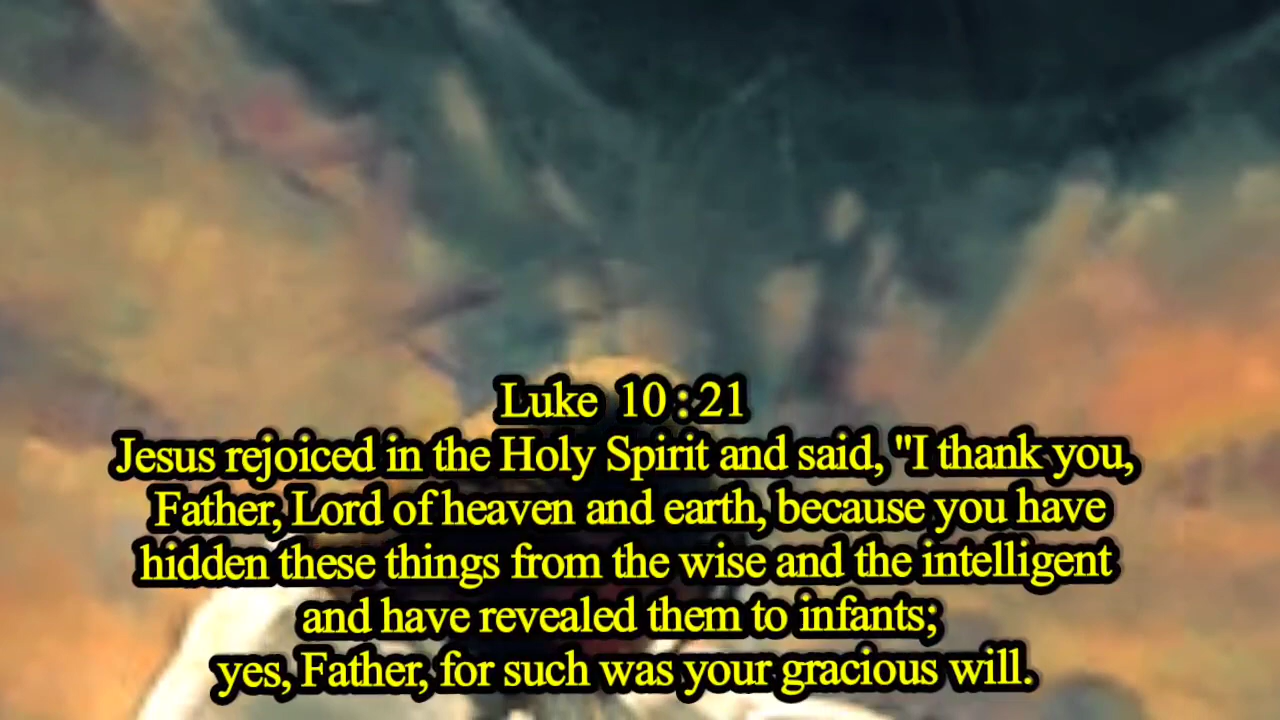 Luke 10:21
Jesus rejoiced in the Holy Spirit and said, "I thank you,
Father, Lord of heaven and earth, because you have
hidden these things from the wise and the intelligent
and have revealed them to infants;
yes, Father, for such was your gracious will.